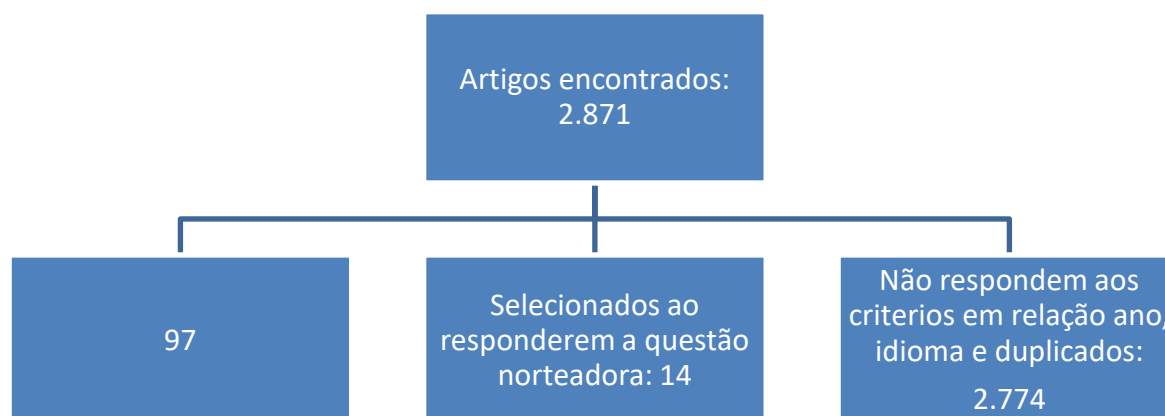 Artigos encontrados:
2.871
97
Selecionados ao
responderem a questão
norteadora: 14
Não respondem aos
criterios em relação ano,
idioma e duplicados:
2.774